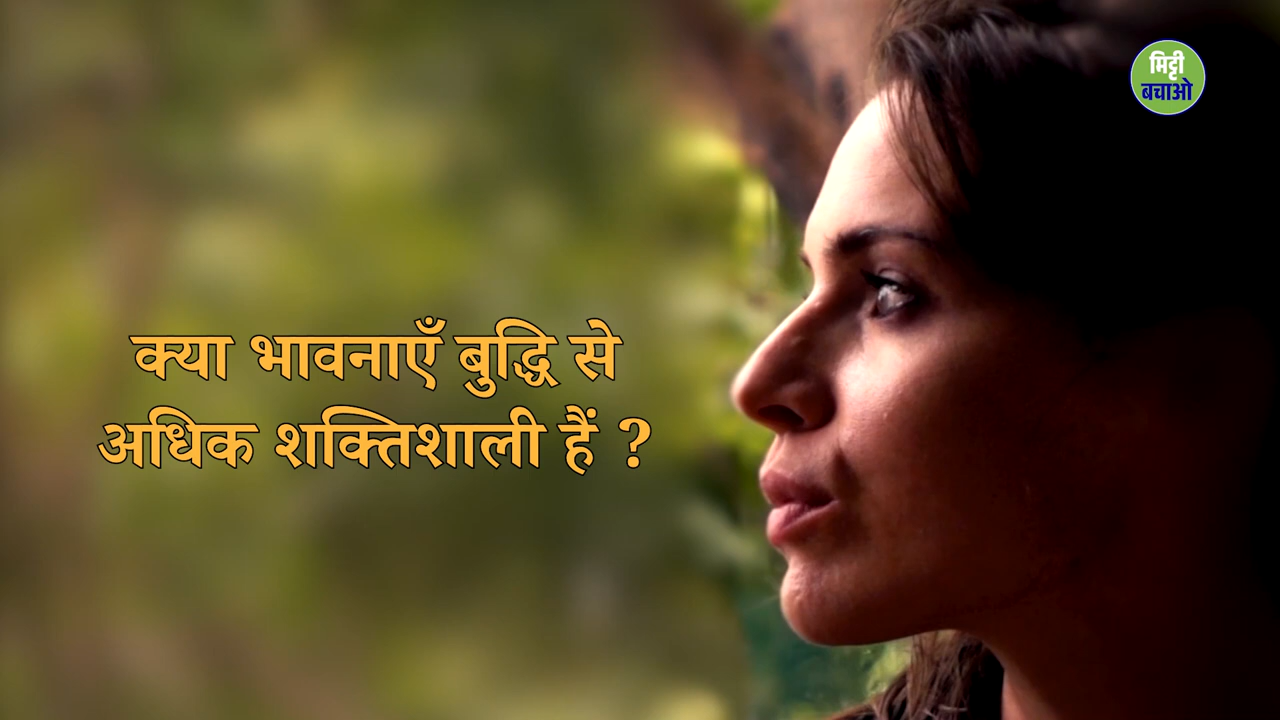 मिट्टी
बचाओ
क्या भावनाएँ बुद्धि से
अधिक शक्तिशाली हैं ?